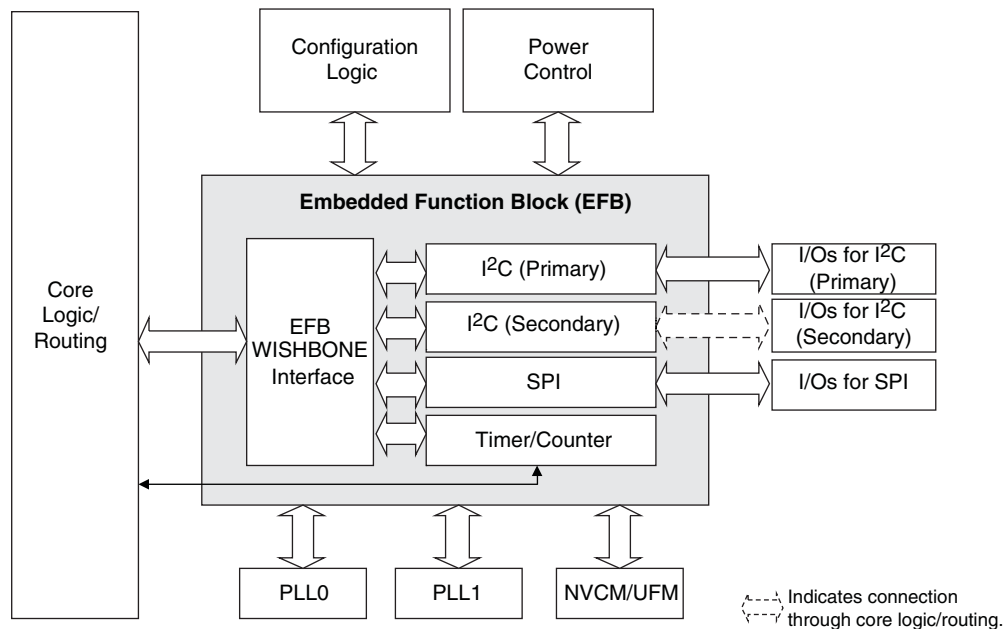 Configuration
Logic
Power
Control
Embedded Function Block (EFB)
Core
Logic/
Routing
EFB
WISHBONE
Interface
I²C (Primary)
I²C (Secondary)
SPI
Timer/Counter
I/Os for I²C
(Primary)
I/Os for I²C
(Secondary)
I/Os for SPI
PLL0
PLL1
NVCM/UFM
Indicates connection
through core logic/routing.